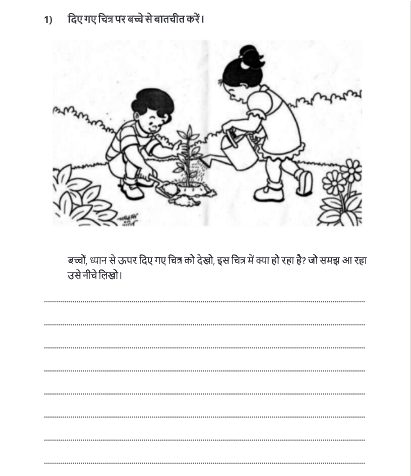 1) दिए गए चित्र पर बच्चे से बातचीत करें।
बच्चों, ध्यान से ऊपर दिए गए चित्र को देखो, इस चित्र में क्या हो रहा है? जो समझ आ रहा
उसे नीचे लिखो।